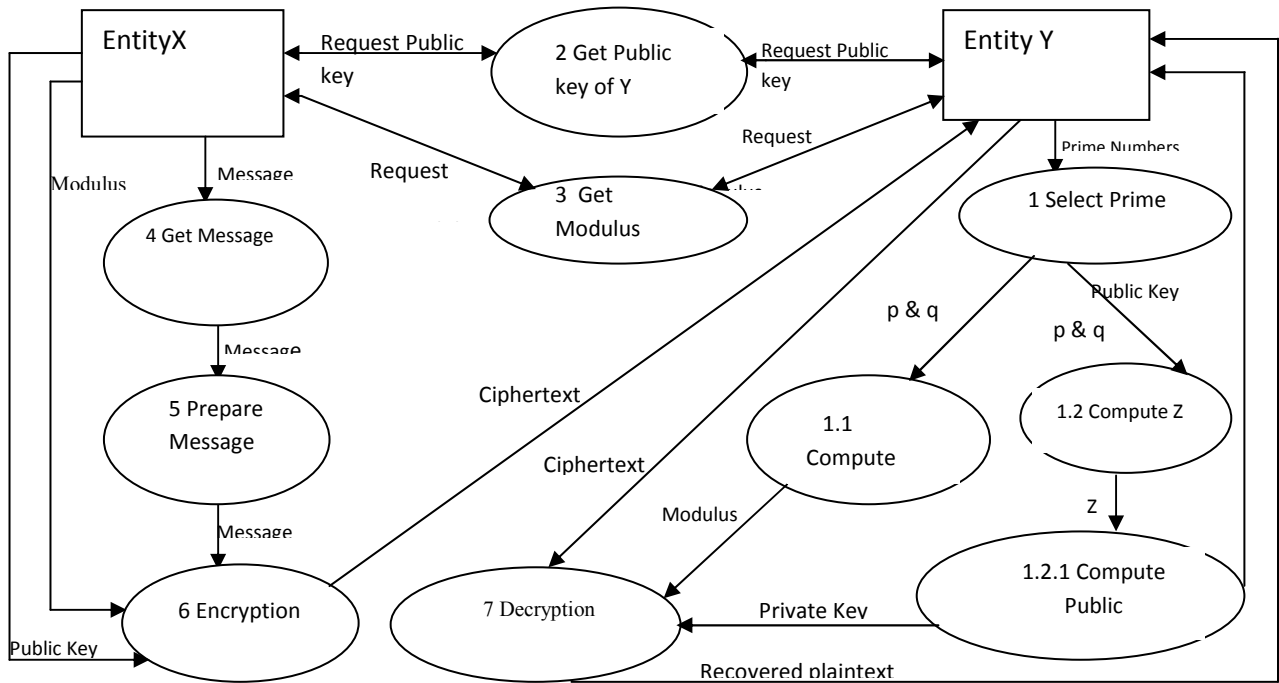 EntityX
Request Public
key
2 Get Public
key of Y
Request Public
key
Entity Y
Modulus
Message
Request
3 Get
Modulus
Request
Prime Numbers
1 Select Prime
4 Get Message
Public Key
p & q
p & q
Message
Ciphertext
5 Prepare
Message
1.1
Compute
1.2 Compute Z
Ciphertext
Modulus
Z
Message
6 Encryption
7 Decryption
1.2.1 Compute
Public
Private Key
Public Key
Recovered plaintext